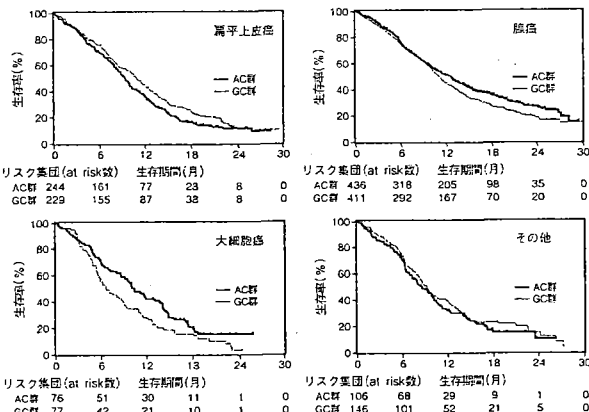 扁平上皮癌
生存率(%)
100
80
60
40
20
0
AC群
GC群
0 6 12 18 24 30
リスク集団(at risk数) 生存期間(月)
AC群 244 161 77 23 8 0
GC群 229 155 87 33 8 0
腺癌
生存率(%)
100
80
60
40
20
0
AC群
GC群
0 6 12 18 24 30
リスク集団(at risk数) 生存期間(月)
AC群 436 318 205 98 35 0
GC群 411 292 167 70 20 0
大細胞癌
生存率(%)
100
80
60
40
20
0
AC群
GC群
0 6 12 18 24 30
リスク集団(at risk数) 生存期間(月)
AC群 76 51 30 11 1 0
GC群 77 42 21 10 1 0
その他
生存率(%)
100
80
60
40
20
0
AC群
GC群
0 6 12 18 24 30
リスク集団(at risk数) 生存期間(月)
AC群 106 68 29 9 1 0
GC群 146 101 52 21 5 0